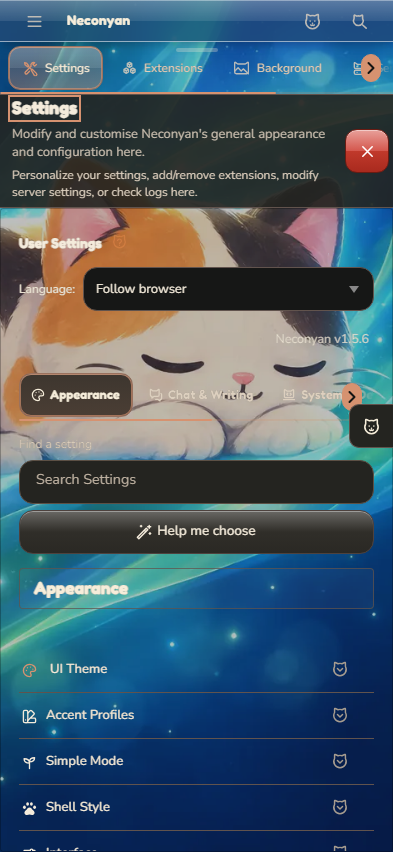 Neconyan
Settings
Extensions
Background
Settings
Modify and customise Neconyan's general appearance
and configuration here.
Personalize your settings, add/remove extensions, modify
server settings, or check logs here.
User Settings
Language:
Follow browser
Neconyan v1.5.6
Appearance
Chat & Writing
System
Find a setting
Search Settings
Help me choose
Appearance
UI Theme
Accent Profiles
Simple Mode
Shell Style